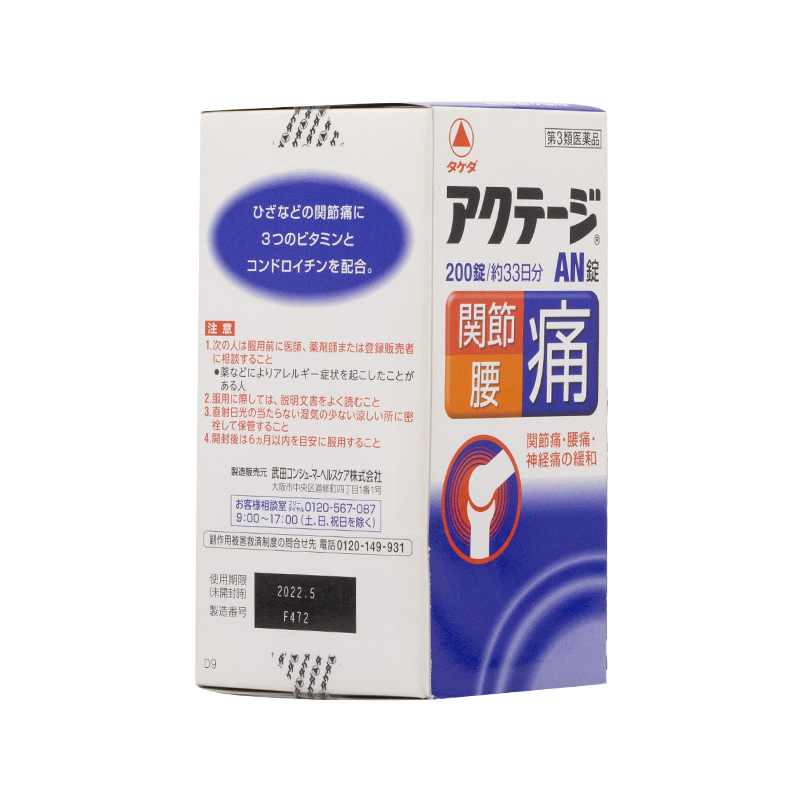 ひざなどの関節痛に
3つのビタミンと
コンドロイチンを配合。
注意
1.次の人は服用前に医師、薬剤師または登録販売者
に相談すること
●薬などによりアレルギー症状を起こしたことが
ある人
2.服用に際しては、説明文書をよく読むこと
3.直射日光の当たらない湿気の少ない涼しい所に密
栓して保管すること
4.開封後は6ヵ月以内を目安に服用すること
製造販売元 武田コンシューマーヘルスケア株式会社
大阪市中央区道修町四丁目1番1号
お客様相談室 フリーダイヤル 0120-567-087
9:00～17:00(土、日、祝日を除く)
副作用被害救済制度の問合せ先 電話0120-149-931
使用期限
(未開封時)
2022.5
製造番号
F472
D9
タケダ
第3類医薬品
アクテージ®
200錠/約33日分 AN錠
関節
腰
痛
関節痛・腰痛・
神経痛の緩和